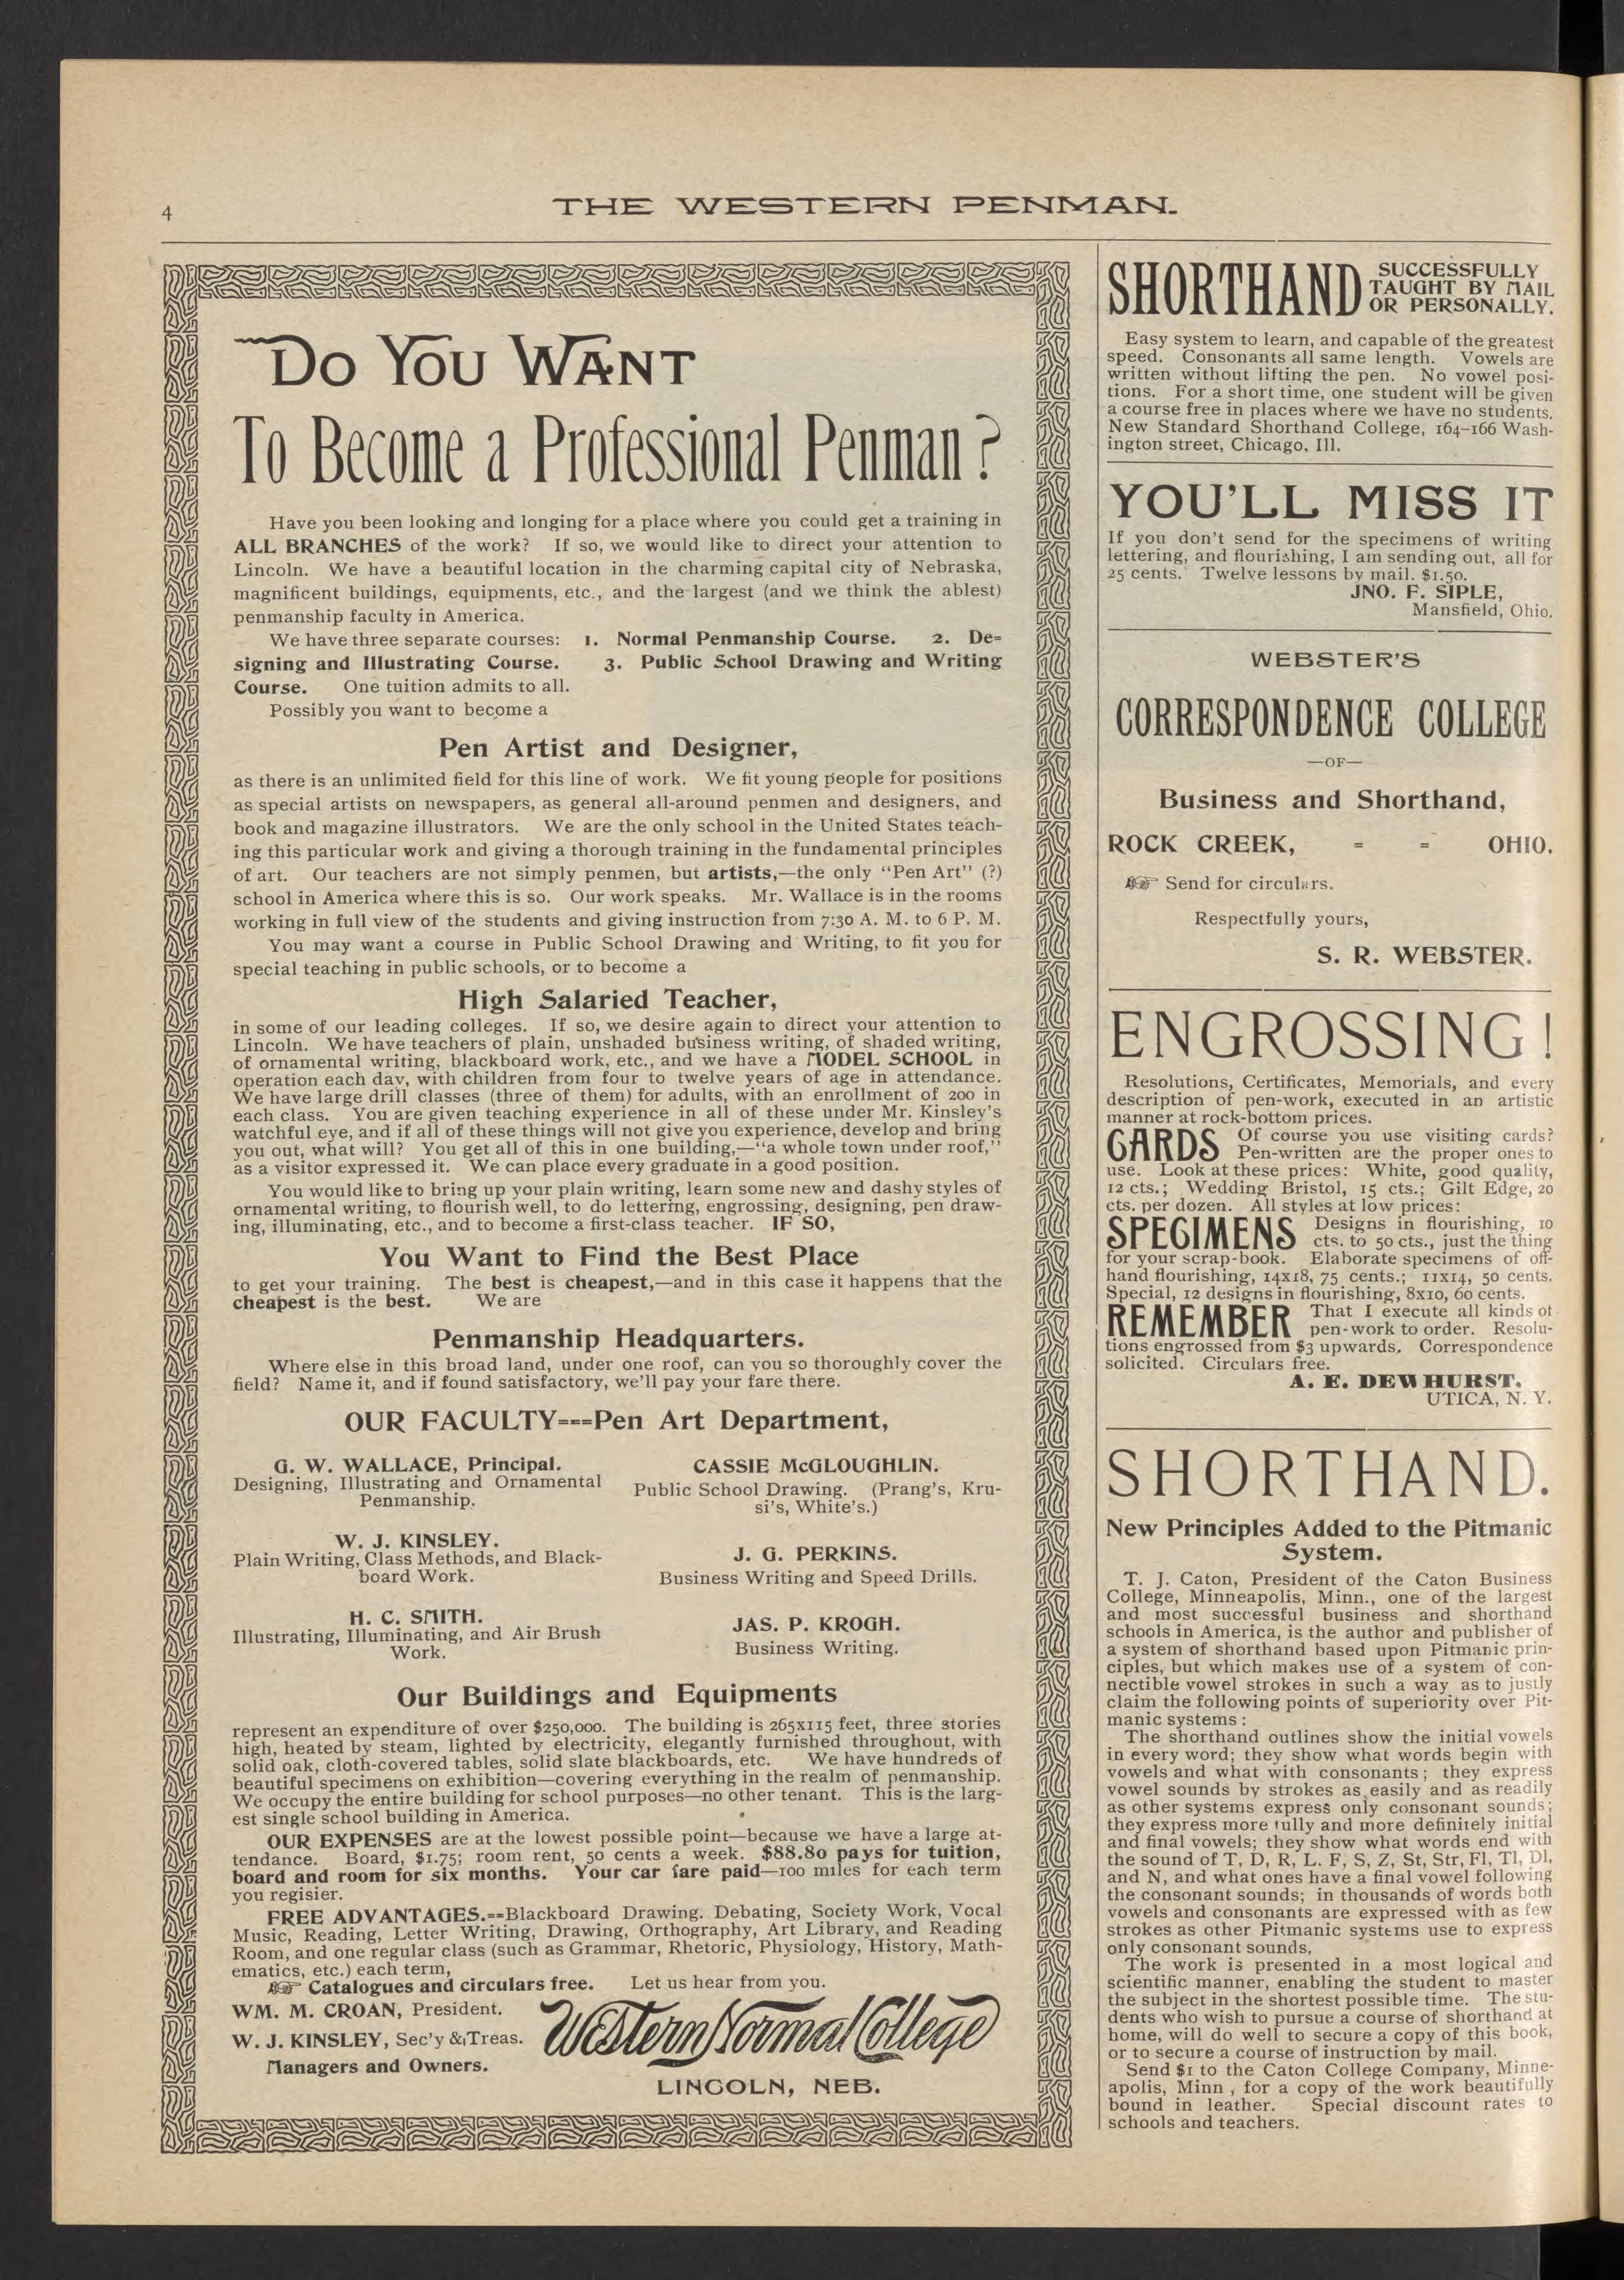 4
THE WESTERN PENMAN.
Do You Want
To Become a Professional Penman?
Have you been looking and longing for a place where you could get a training in
ALL BRANCHES of the work? If so, we would like to direct your attention to
Lincoln. We have a beautiful location in the charming capital city of Nebraska,
magnificent buildings, equipments, etc., and the largest (and we think the ablest)
penmanship faculty in America.
We have three separate courses: 1. Normal Penmanship Course. 2. De=
signing and Illustrating Course. 3. Public School Drawing and Writing
Course. One tuition admits to all.
Possibly you want to become a
Pen Artist and Designer,
as there is an unlimited field for this line of work. We fit young people for positions
as special artists on newspapers, as general all-around penmen and designers, and
book and magazine illustrators. We are the only school in the United States teach-
ing this particular work and giving a thorough training in the fundamental principles
of art. Our teachers are not simply penmen, but artists,—the only "Pen Art" (?)
school in America where this is so. Our work speaks. Mr. Wallace is in the rooms
working in full view of the students and giving instruction from 7:30 A. M. to 6 P. M.
You may want a course in Public School Drawing and Writing, to fit you for
special teaching in public schools, or to become a
High Salaried Teacher,
in some of our leading colleges. If so, we desire again to direct your attention to
Lincoln. We have teachers of plain, unshaded business writing, of shaded writing,
of ornamental writing, blackboard work, etc., and we have a MODEL SCHOOL in
operation each day, with children from four to twelve years of age in attendance.
We have large drill classes (three of them) for adults, with an enrollment of 200 in
each class. You are given teaching experience in all of these under Mr. Kinsley's
watchful eye, and if all of these things will not give you experience, develop and bring
you out, what will? You get all of this in one building,—"a whole town under roof,"
as a visitor expressed it. We can place every graduate in a good position.
You would like to bring up your plain writing, learn some new and dashy styles of
ornamental writing, to flourish well, to do lettering, engrossing, designing, pen draw-
ing, illuminating, etc., and to become a first-class teacher. IF SO,
You Want to Find the Best Place
to get your training. The best is cheapest,—and in this case it happens that the
cheapest is the best. We are
Penmanship Headquarters.
Where else in this broad land, under one roof, can you so thoroughly cover the
field? Name it, and if found satisfactory, we'll pay your fare there.
OUR FACULTY===Pen Art Department,
G. W. WALLACE, Principal.
Designing, Illustrating and Ornamental
Penmanship.
W. J. KINSLEY.
Plain Writing, Class Methods, and Black-
board Work.
H. C. SMITH.
Illustrating, Illuminating, and Air Brush
Work.
CASSIE McGLOUGHLIN.
Public School Drawing. (Prang's, Kru-
si's, White's.)
J. G. PERKINS.
Business Writing and Speed Drills.
JAS. P. KROGH.
Business Writing.
Our Buildings and Equipments
represent an expenditure of over $250,000. The building is 265x115 feet, three stories
high, heated by steam, lighted by electricity, elegantly furnished throughout, with
solid oak, cloth-covered tables, solid slate blackboards, etc. We have hundreds of
beautiful specimens on exhibition—covering everything in the realm of penmanship.
We occupy the entire building for school purposes—no other tenant. This is the larg-
est single school building in America.
OUR EXPENSES are at the lowest possible point—because we have a large at-
tendance. Board, $1.75; room rent, 50 cents a week. $88.80 pays for tuition,
board and room for six months. Your car fare paid—100 miles for each term
you regisier.
FREE ADVANTAGES.==Blackboard Drawing. Debating, Society Work, Vocal
Music, Reading, Letter Writing, Drawing, Orthography, Art Library, and Reading
Room, and one regular class (such as Grammar, Rhetoric, Physiology, History, Math-
ematics, etc.) each term,
☞ Catalogues and circulars free. Let us hear from you.
WM. M. CROAN, President.
W. J. KINSLEY, Sec'y & Treas.
Managers and Owners.
Western Normal College
LINCOLN, NEB.
SHORTHAND SUCCESSFULLY
TAUGHT BY MAIL
OR PERSONALLY.
Easy system to learn, and capable of the greatest
speed. Consonants all same length. Vowels are
written without lifting the pen. No vowel posi-
tions. For a short time, one student will be given
a course free in places where we have no students.
New Standard Shorthand College, 164-166 Wash-
ington street, Chicago, Ill.
YOU'LL MISS IT
If you don't send for the specimens of writing
lettering, and flourishing, I am sending out, all for
25 cents. Twelve lessons by mail. $1.50.
JNO. F. SIPLE,
Mansfield, Ohio.
WEBSTER'S
CORRESPONDENCE COLLEGE
—OF—
Business and Shorthand,
ROCK CREEK, = = OHIO.
☞ Send for circulars.
Respectfully yours,
S. R. WEBSTER.
ENGROSSING!
Resolutions, Certificates, Memorials, and every
description of pen-work, executed in an artistic
manner at rock-bottom prices.
CARDS Of course you use visiting cards?
Pen-written are the proper ones to
use. Look at these prices: White, good quality,
12 cts.; Wedding Bristol, 15 cts.; Gilt Edge, 20
cts. per dozen. All styles at low prices:
SPECIMENS Designs in flourishing, 10
cts. to 50 cts., just the thing
for your scrap-book. Elaborate specimens of off-
hand flourishing, 14x18, 75 cents.; 11x14, 50 cents.
Special, 12 designs in flourishing, 8x10, 60 cents.
REMEMBER That I execute all kinds of
pen-work to order. Resolu-
tions engrossed from $3 upwards. Correspondence
solicited. Circulars free.
A. E. DEWHURST,
UTICA, N. Y.
SHORTHAND.
New Principles Added to the Pitmanic
System.
T. J. Caton, President of the Caton Business
College, Minneapolis, Minn., one of the largest
and most successful business and shorthand
schools in America, is the author and publisher of
a system of shorthand based upon Pitmanic prin-
ciples, but which makes use of a system of con-
nectible vowel strokes in such a way as to justly
claim the following points of superiority over Pit-
manic systems:
The shorthand outlines show the initial vowels
in every word; they show what words begin with
vowels and what with consonants; they express
vowel sounds by strokes as easily and as readily
as other systems express only consonant sounds;
they express more fully and more definitely initial
and final vowels; they show what words end with
the sound of T, D, R, L. F, S, Z, St, Str, Fl, Tl, Dl,
and N, and what ones have a final vowel following
the consonant sounds; in thousands of words both
vowels and consonants are expressed with as few
strokes as other Pitmanic systems use to express
only consonant sounds,
The work is presented in a most logical and
scientific manner, enabling the student to master
the subject in the shortest possible time. The stu-
dents who wish to pursue a course of shorthand at
home, will do well to secure a copy of this book,
or to secure a course of instruction by mail.
Send $1 to the Caton College Company, Minne-
apolis, Minn , for a copy of the work beautifully
bound in leather. Special discount rates to
schools and teachers.